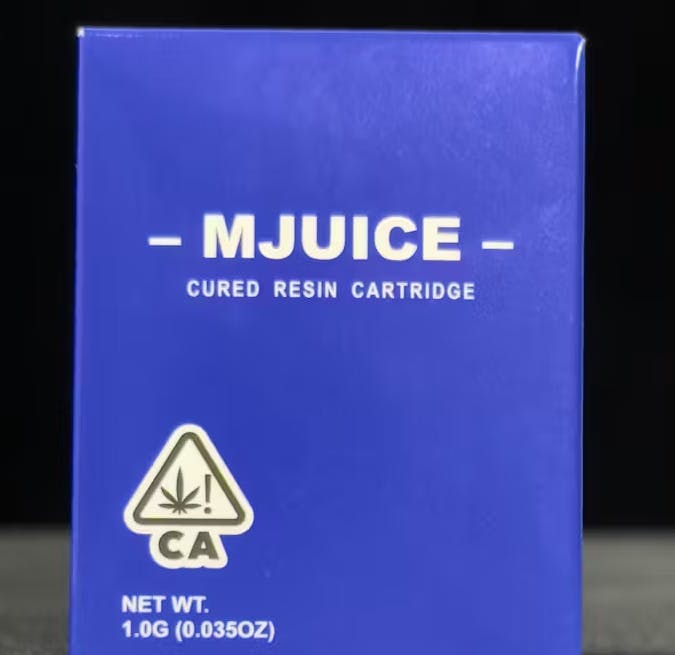 – MJUICE –
CURED RESIN CARTRIDGE
!
CA
NET WT.
1.0G (0.035OZ)